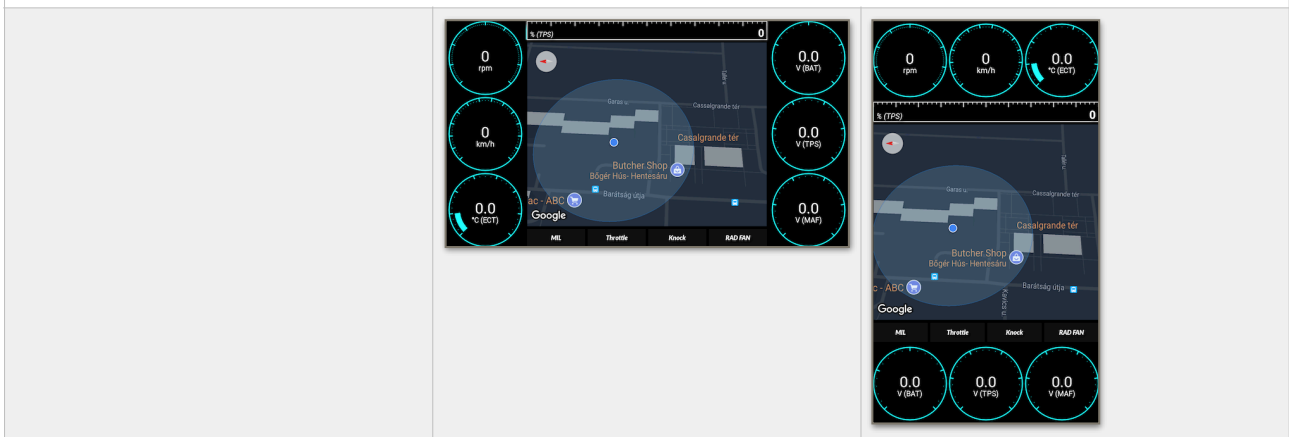 0
rpm
0
km/h
0.0
°C (ECT)
% (TPS)
0
Garas u.
Cassalgrande tér
Casalgrande tér
Butcher Shop
Bőgér Hús- Hentesáru
Barátság útja
ac - ABC
Google
MIL
Throttle
Knock
RAD FAN
0.0
V (BAT)
0.0
V (TPS)
0.0
V (MAF)
0
rpm
0
km/h
0.0
°C (ECT)
% (TPS)
0
Garas u.
Cassalgrande tér
Casalgrande tér
Butcher Shop
Bőgér Hús- Hentesáru
c - ABC
Barátság útja
Kavics u
Google
MIL
Throttle
Knock
RAD FAN
0.0
V (BAT)
0.0
V (TPS)
0.0
V (MAF)